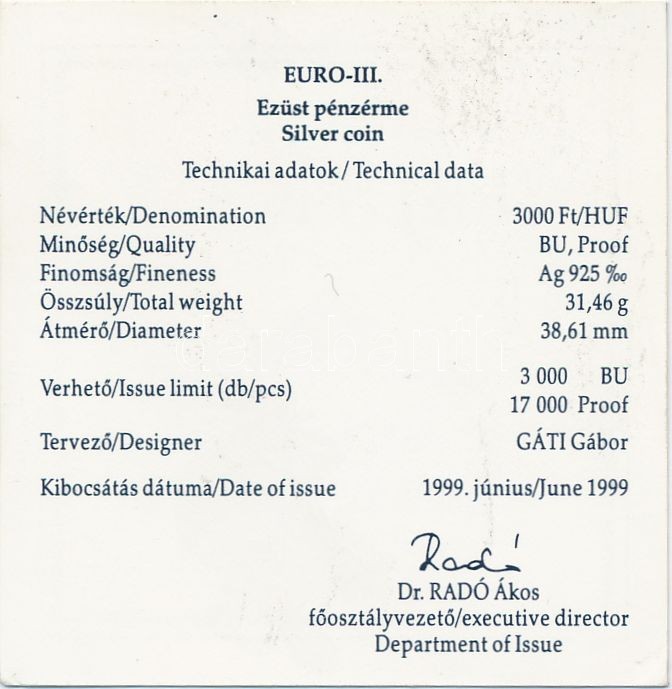 EURO-III.
Ezüst pénzérme
Silver coin
Technikai adatok / Technical data
Névérték/Denomination 3000 Ft/HUF
Minőség/Quality BU, Proof
Finomság/Fineness Ag 925 ‰
Összsúly/Total weight 31,46 g
Átmérő/Diameter 38,61 mm
Verhető/Issue limit (db/pcs) 3 000 BU
17 000 Proof
Tervező/Designer GÁTI Gábor
Kibocsátás dátuma/Date of issue 1999. június/June 1999
Radó
Dr. RADÓ Ákos
főosztályvezető/executive director
Department of Issue